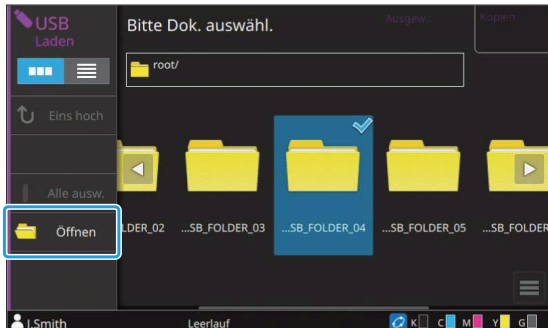 USB
Laden
Bitte Dok. auswähl.
Ausgew.:
Kopien
root/
Eins hoch
Alle ausw.
Öffnen
LDER_02
...SB_FOLDER_03
...SB_FOLDER_04
...SB_FOLDER_05
...SB_FOLDER
I.Smith
Leerlauf
K
C
M
Y
G